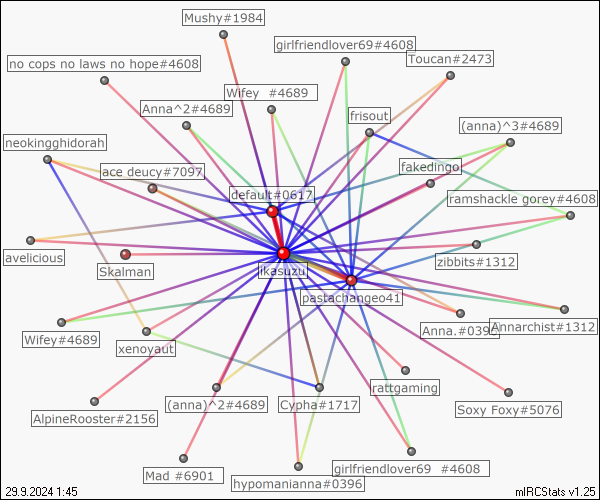 Mushy#1984
girlfriendlover69#4608
Toucan#2473
no cops no laws no hope#4608
Wifey  #4689
Anna^2#4689
frisout
(anna)^3#4689
neokingghidorah
fakedingo
ace deucy#7097
default#0617
ramshackle gorey#4608
avelicious
zibbits#1312
Skalman
ikasuzu
pastachangeo41
Anna.#0396
Annarchist#1312
Wifey#4689
xenoyaut
rattgaming
(anna)^2#4689
Cypha#1717
Soxy Foxy#5076
AlpineRooster#2156
girlfriendlover69  #4608
Mad #6901
hypomanianna#0396
29.9.2024 1:45
mIRCStats v1.25